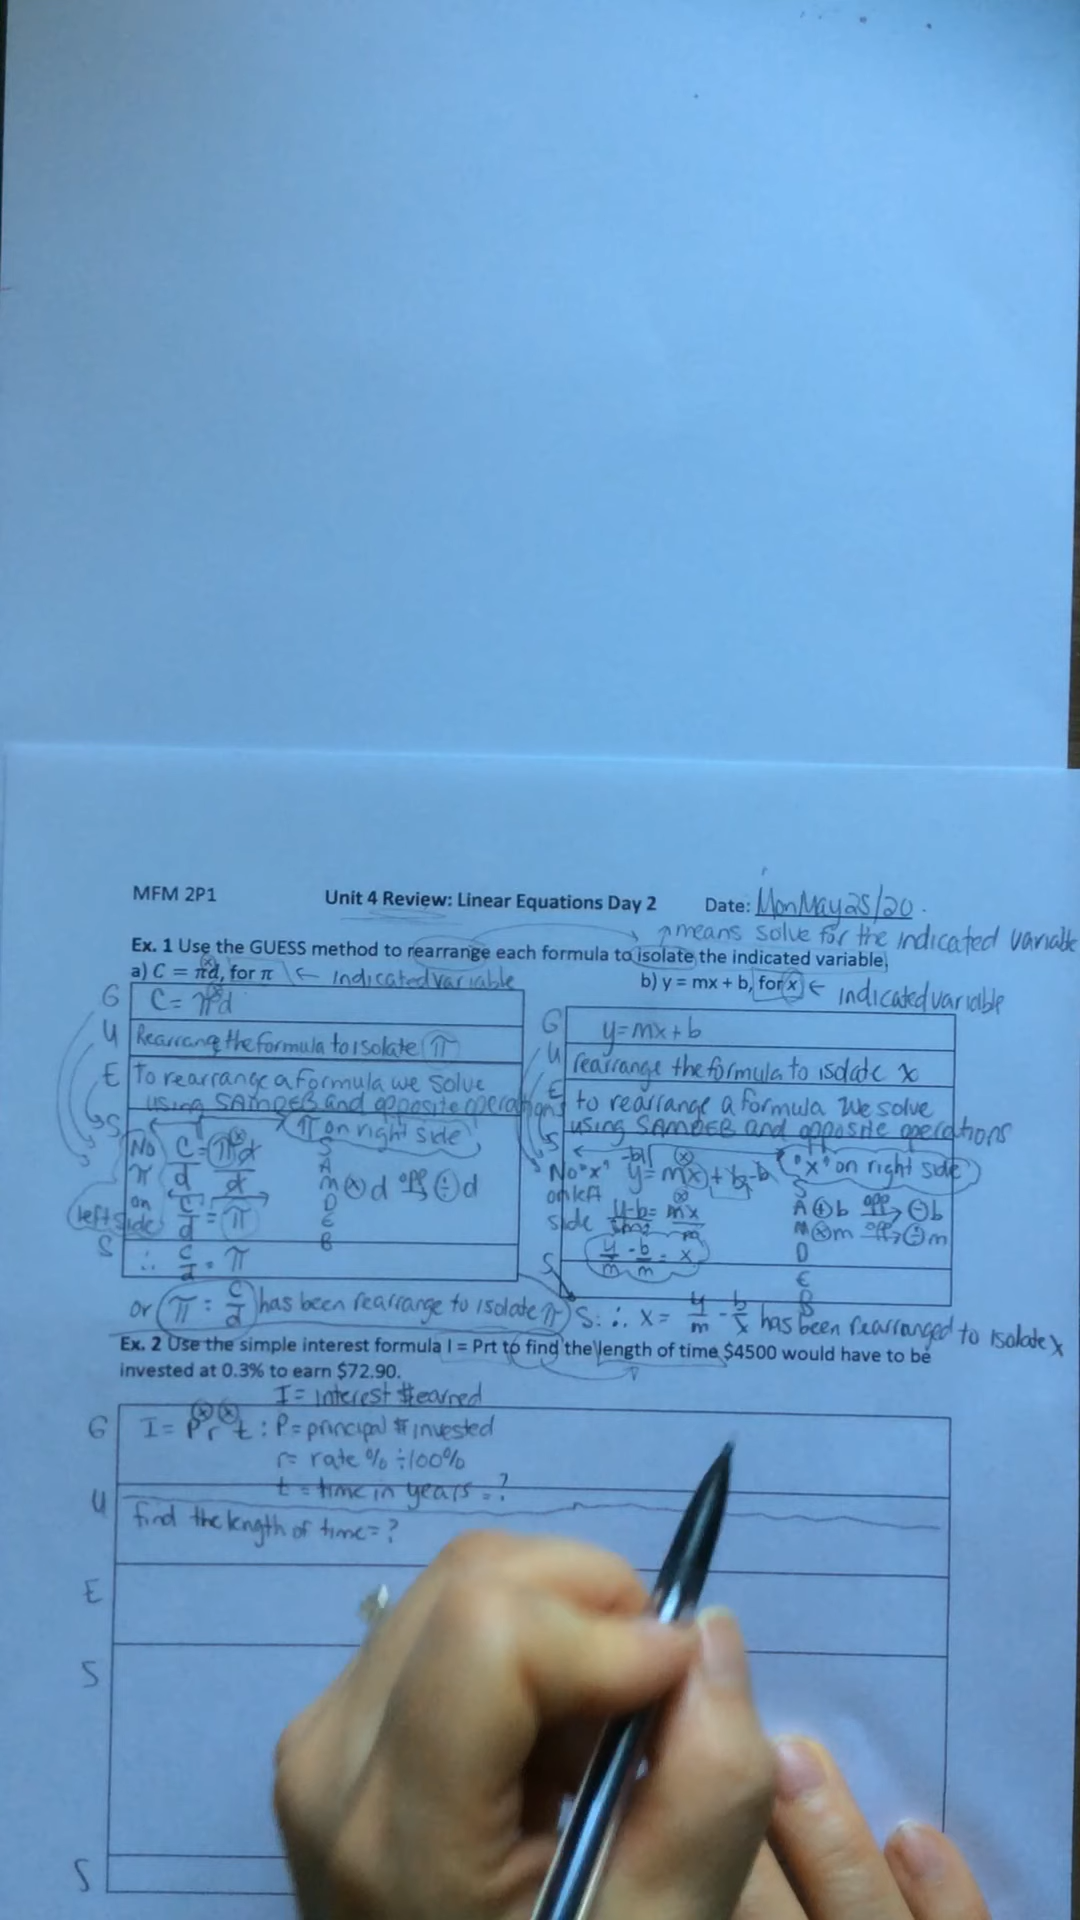 MFM 2P1 Unit 4 Review: Linear Equations Day 2 Date: Mon May 25/20.
means solve for the indicated variable
Ex. 1 Use the GUESS method to rearrange each formula to isolate the indicated variable.
a) C = πd, for π ← indicated variable
b) y = mx + b, for x ← indicated variable
G C = πd
U Rearrange the formula to isolate π
E To rearrange a formula we solve
using SAMDEB and opposite operations
S No π on left side
π on right side
C = πd
d d
C/d = π
S
A
M ⊗ d opp→ ÷ d
D
E
B
S ∴ C/d = π
or π = C/d has been rearrange to isolate π
G y = mx + b
U rearrange the formula to isolate x
E to rearrange a formula we solve
using SAMDEB and opposite operations
S No "x" on left side
"x" on right side
-b y = mx + b - b
y - b = mx
m
y/m - b/m = x
S
A ⊕ b opp→ ⊖ b
M ⊗ m opp→ ÷ m
D
E
B
S
S: ∴ x = y/m - b/x has been rearranged to isolate x
Ex. 2 Use the simple interest formula I = Prt to find the length of time $4500 would have to be
invested at 0.3% to earn $72.90.
I = interest $ earned
G I = Prt : P = principal $ invested
r = rate % ÷ 100%
t = time in years = ?
U find the length of time = ?
E
S
S